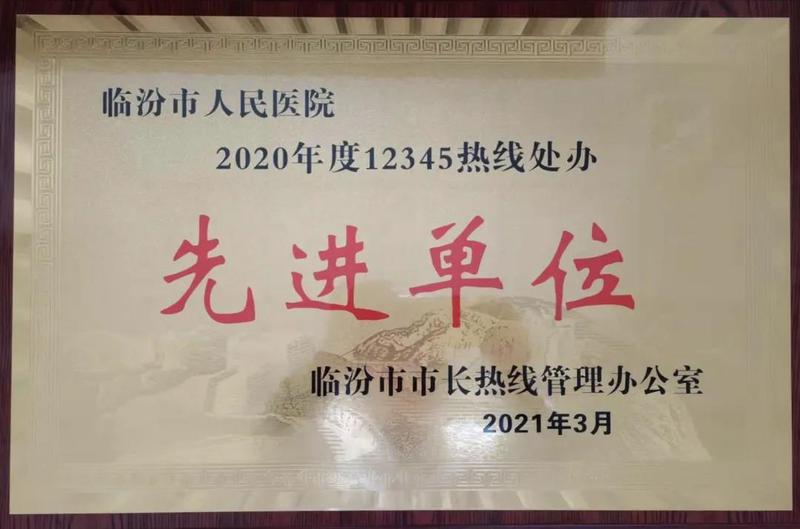 临汾市人民医院
2020年度12345热线处办
先进单位
临汾市市长热线管理办公室
2021年3月